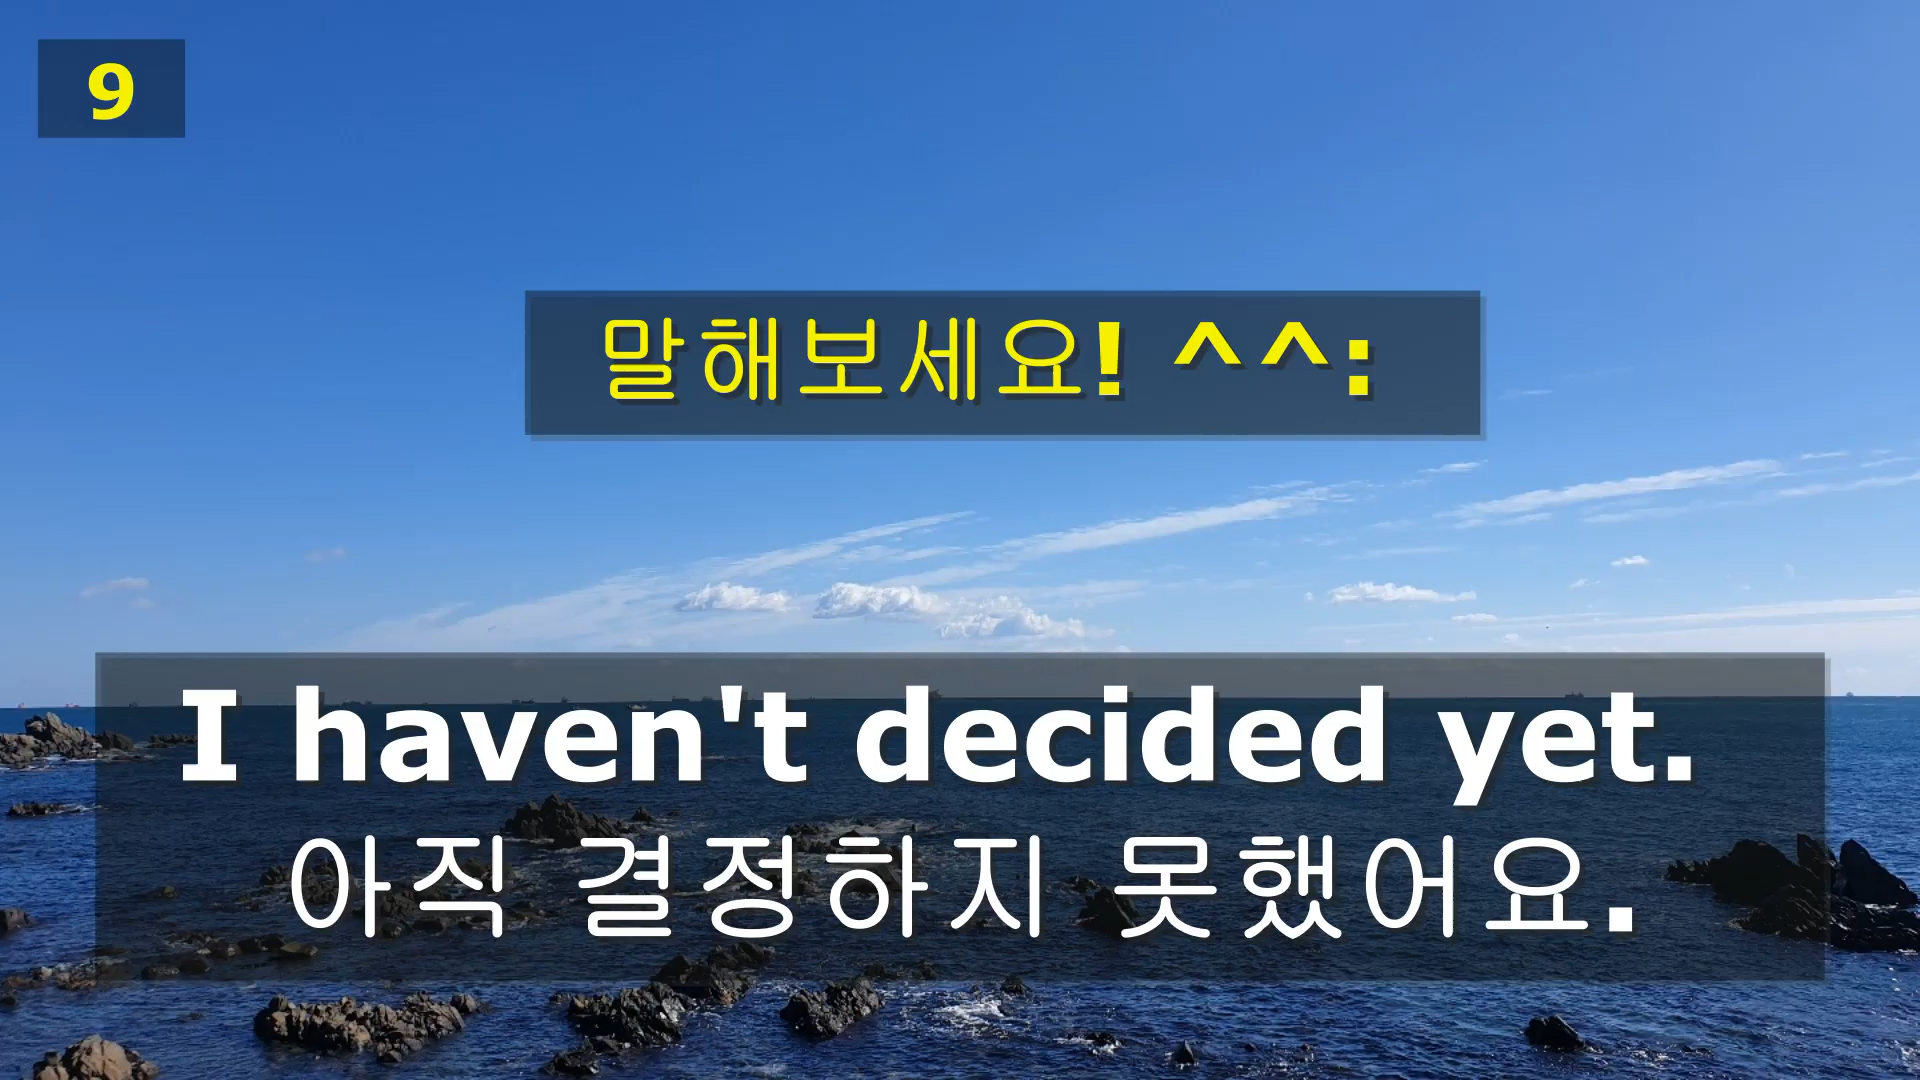 9
말해보세요! ^^:
I haven't decided yet.
아직 결정하지 못했어요.